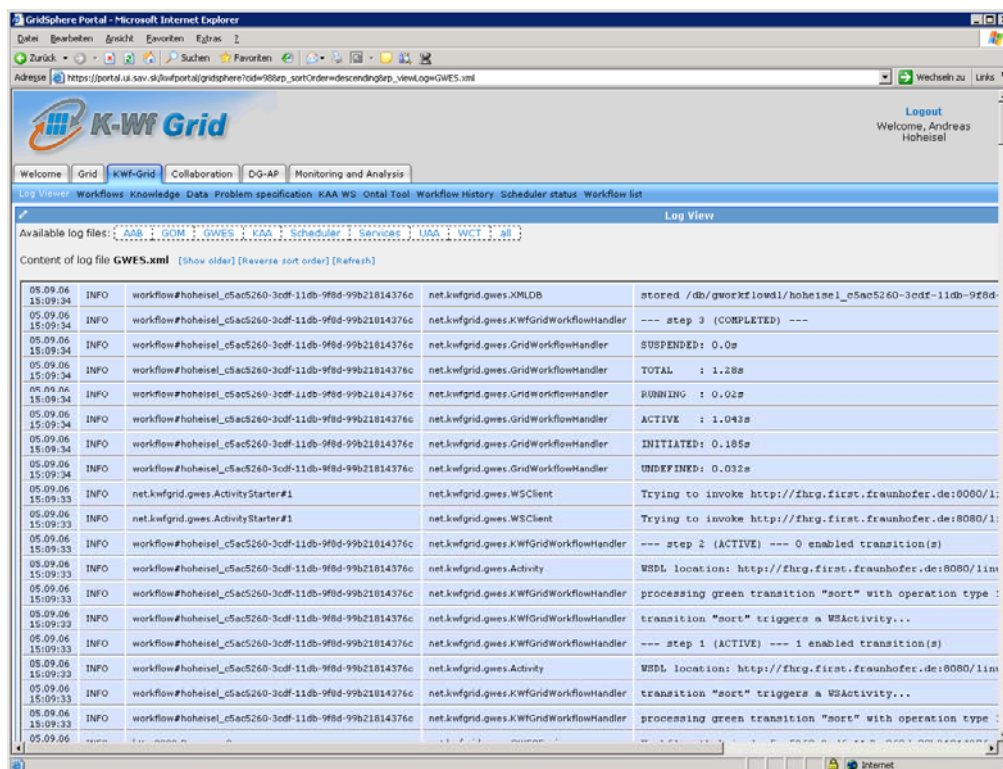 GridSphere Portal - Microsoft Internet Explorer
Datei Bearbeiten Ansicht Favoriten Extras ?
Zurück Suchen Favoriten
Adresse https://portal.ui.sav.sk/kwfportal/gridsphere?cid=98&rp_sortOrder=descending&rp_viewLog=GWES.xml Wechseln zu Links
K-Wf Grid
Logout
Welcome, Andreas
Hoheisel
Welcome Grid KWf-Grid Collaboration DG-AP Monitoring and Analysis
Log Viewer Workflows Knowledge Data Problem specification KAA WS Ontal Tool Workflow History Scheduler status Workflow list
Log View
Available log files: AAB GOM GWES KAA Scheduler Services UAA WCT all
Content of log file GWES.xml [Show older] [Reverse sort order] [Refresh]
05.09.06 15:09:34 INFO workflow#hoheisel_c5ac5260-3cdf-11db-9f8d-99b21814376c net.kwfgrid.gwes.XMLDB stored /db/gworkflowdl/hoheisel_c5ac5260-3cdf-11db-9f8d-
05.09.06 15:09:34 INFO workflow#hoheisel_c5ac5260-3cdf-11db-9f8d-99b21814376c net.kwfgrid.gwes.KWfGridWorkflowHandler --- step 3 (COMPLETED) ---
05.09.06 15:09:34 INFO workflow#hoheisel_c5ac5260-3cdf-11db-9f8d-99b21814376c net.kwfgrid.gwes.GridWorkflowHandler SUSPENDED: 0.0s
05.09.06 15:09:34 INFO workflow#hoheisel_c5ac5260-3cdf-11db-9f8d-99b21814376c net.kwfgrid.gwes.GridWorkflowHandler TOTAL : 1.28s
05.09.06 15:09:34 INFO workflow#hoheisel_c5ac5260-3cdf-11db-9f8d-99b21814376c net.kwfgrid.gwes.GridWorkflowHandler RUNNING : 0.02s
05.09.06 15:09:34 INFO workflow#hoheisel_c5ac5260-3cdf-11db-9f8d-99b21814376c net.kwfgrid.gwes.GridWorkflowHandler ACTIVE : 1.043s
05.09.06 15:09:34 INFO workflow#hoheisel_c5ac5260-3cdf-11db-9f8d-99b21814376c net.kwfgrid.gwes.GridWorkflowHandler INITIATED: 0.185s
05.09.06 15:09:34 INFO workflow#hoheisel_c5ac5260-3cdf-11db-9f8d-99b21814376c net.kwfgrid.gwes.GridWorkflowHandler UNDEFINED: 0.032s
05.09.06 15:09:33 INFO net.kwfgrid.gwes.ActivityStarter#1 net.kwfgrid.gwes.WSClient Trying to invoke http://fhrg.first.fraunhofer.de:8080/
05.09.06 15:09:33 INFO net.kwfgrid.gwes.ActivityStarter#1 net.kwfgrid.gwes.WSClient Trying to invoke http://fhrg.first.fraunhofer.de:8080/
05.09.06 15:09:33 INFO workflow#hoheisel_c5ac5260-3cdf-11db-9f8d-99b21814376c net.kwfgrid.gwes.KWfGridWorkflowHandler --- step 2 (ACTIVE) --- 0 enabled transition(s)
05.09.06 15:09:33 INFO workflow#hoheisel_c5ac5260-3cdf-11db-9f8d-99b21814376c net.kwfgrid.gwes.Activity WSDL location: http://fhrg.first.fraunhofer.de:8080/
05.09.06 15:09:33 INFO workflow#hoheisel_c5ac5260-3cdf-11db-9f8d-99b21814376c net.kwfgrid.gwes.KWfGridWorkflowHandler processing green transition "sort" with operation type
05.09.06 15:09:33 INFO workflow#hoheisel_c5ac5260-3cdf-11db-9f8d-99b21814376c net.kwfgrid.gwes.KWfGridWorkflowHandler transition "sort" triggers a WSActivity...
05.09.06 15:09:33 INFO workflow#hoheisel_c5ac5260-3cdf-11db-9f8d-99b21814376c net.kwfgrid.gwes.KWfGridWorkflowHandler --- step 1 (ACTIVE) --- 1 enabled transition(s)
05.09.06 15:09:33 INFO workflow#hoheisel_c5ac5260-3cdf-11db-9f8d-99b21814376c net.kwfgrid.gwes.Activity WSDL location: http://fhrg.first.fraunhofer.de:8080/
05.09.06 15:09:33 INFO workflow#hoheisel_c5ac5260-3cdf-11db-9f8d-99b21814376c net.kwfgrid.gwes.KWfGridWorkflowHandler transition "sort" triggers a WSActivity...
05.09.06 15:09:33 INFO workflow#hoheisel_c5ac5260-3cdf-11db-9f8d-99b21814376c net.kwfgrid.gwes.KWfGridWorkflowHandler processing green transition "sort" with operation type
05.09.06
Internet